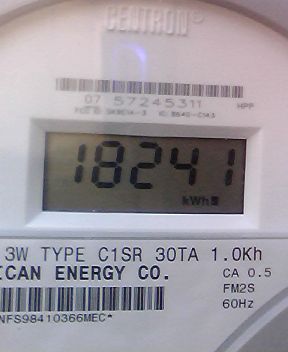 CENTRON®
07 57245311 HPP
18241
kWh
3W TYPE C1SR 30TA 1.0Kh
ICAN ENERGY CO. CA 0.5
FM2S
NFS98410366MEC* 60Hz